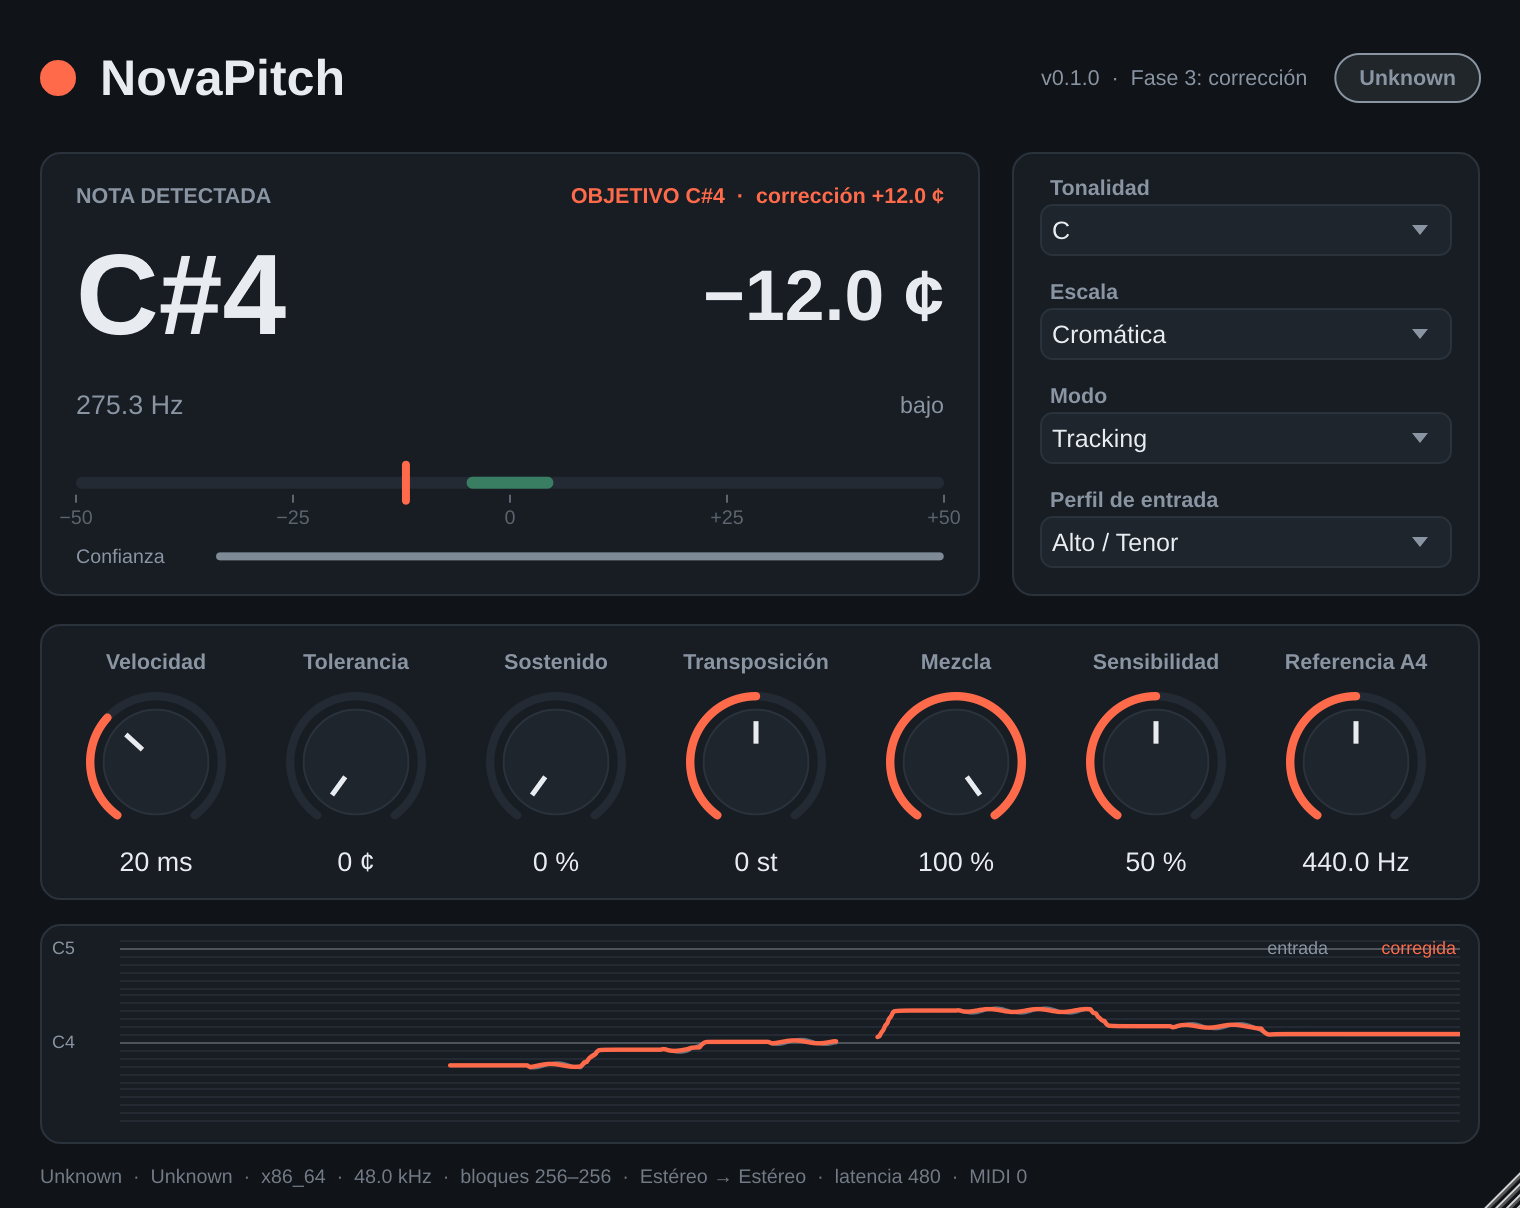 NovaPitch
v0.1.0 · Fase 3: corrección
Unknown
NOTA DETECTADA
OBJETIVO C#4 · corrección +12.0 ¢
C#4
−12.0 ¢
275.3 Hz
bajo
−50 −25 0 +25 +50
Confianza
Tonalidad
C
Escala
Cromática
Modo
Tracking
Perfil de entrada
Alto / Tenor
Velocidad Tolerancia Sostenido Transposición Mezcla Sensibilidad Referencia A4
20 ms 0 ¢ 0 % 0 st 100 % 50 % 440.0 Hz
C5
entrada corregida
C4
Unknown · Unknown · x86_64 · 48.0 kHz · bloques 256–256 · Estéreo → Estéreo · latencia 480 · MIDI 0